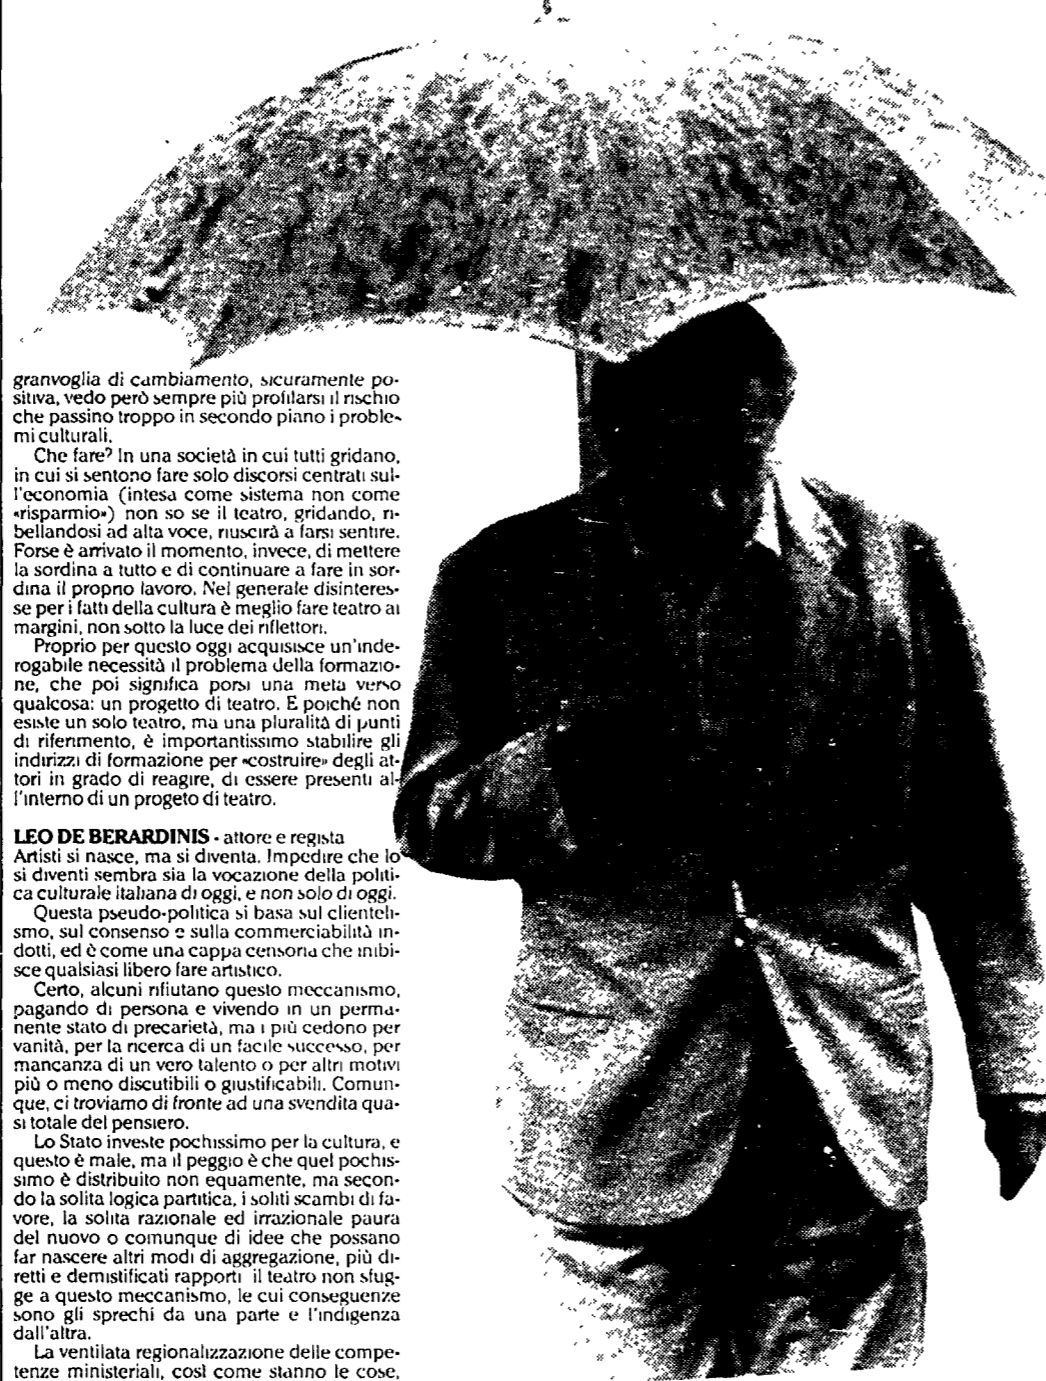 granvoglia di cambiamento, sicuramente po-
sitiva, vedo però sempre più profilarsi il rischio
che passino troppo in secondo piano i proble-
mi culturali.
Che fare? In una società in cui tutti gridano,
in cui si sentono fare solo discorsi centrati sul-
l'economia (intesa come sistema non come
«risparmio») non so se il teatro, gridando, ri-
bellandosi ad alta voce, riuscirà a farsi sentire.
Forse è arrivato il momento, invece, di mettere
la sordina a tutto e di continuare a fare in sor-
dina il proprio lavoro. Nel generale disinteres-
se per i fatti della cultura è meglio fare teatro ai
margini, non sotto la luce dei riflettori.
Proprio per questo oggi acquisisce un'inde-
rogabile necessità il problema della formazio-
ne, che poi significa porsi una meta verso
qualcosa: un progetto di teatro. E poiché non
esiste un solo teatro, ma una pluralità di punti
di riferimento, è importantissimo stabilire gli
indirizzi di formazione per «costruire» degli at-
tori in grado di reagire, di essere presenti al-
l'interno di un progeto di teatro.
LEO DE BERARDINIS - attore e regista
Artisti si nasce, ma si diventa. Impedire che lo
si diventi sembra sia la vocazione della politi-
ca culturale italiana di oggi, e non solo di oggi.
Questa pseudo-politica si basa sul clienteli-
smo, sul consenso e sulla commerciabilità in-
dotti, ed è come una cappa censoria che inibi-
sce qualsiasi libero fare artistico.
Certo, alcuni rifiutano questo meccanismo,
pagando di persona e vivendo in un perma-
nente stato di precarietà, ma i più cedono per
vanità, per la ricerca di un facile successo, per
mancanza di un vero talento o per altri motivi
più o meno discutibili o giustificabili. Comun-
que, ci troviamo di fronte ad una svendita qua-
si totale del pensiero.
Lo Stato investe pochissimo per la cultura, e
questo è male, ma il peggio è che quel pochis-
simo è distribuito non equamente, ma secon-
do la solita logica partitica, i soliti scambi di fa-
vore, la solita razionale ed irrazionale paura
del nuovo o comunque di idee che possano
far nascere altri modi di aggregazione, più di-
retti e demistificati rapporti il teatro non sfug-
ge a questo meccanismo, le cui conseguenze
sono gli sprechi da una parte e l'indigenza
dall'altra.
La ventilata regionalizzazione delle compe-
tenze ministeriali, così come stanno le cose,